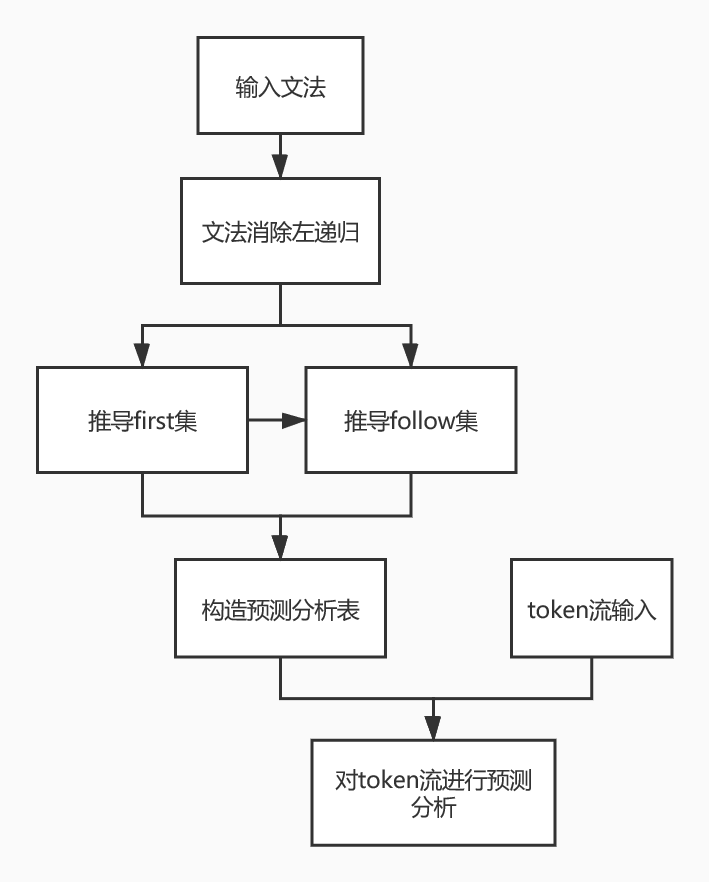 输入文法
文法消除左递归
推导first集
推导follow集
构造预测分析表
token流输入
对token流进行预测
分析